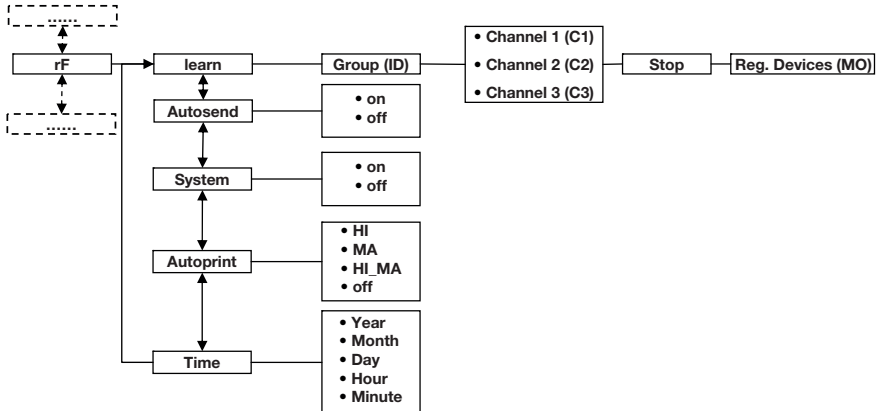 ......
rF
......
learn
Group (ID)
• Channel 1 (C1)
• Channel 2 (C2)
• Channel 3 (C3)
Stop
Reg. Devices (MO)
Autosend
• on
• off
System
• on
• off
Autoprint
• HI
• MA
• HI_MA
• off
Time
• Year
• Month
• Day
• Hour
• Minute